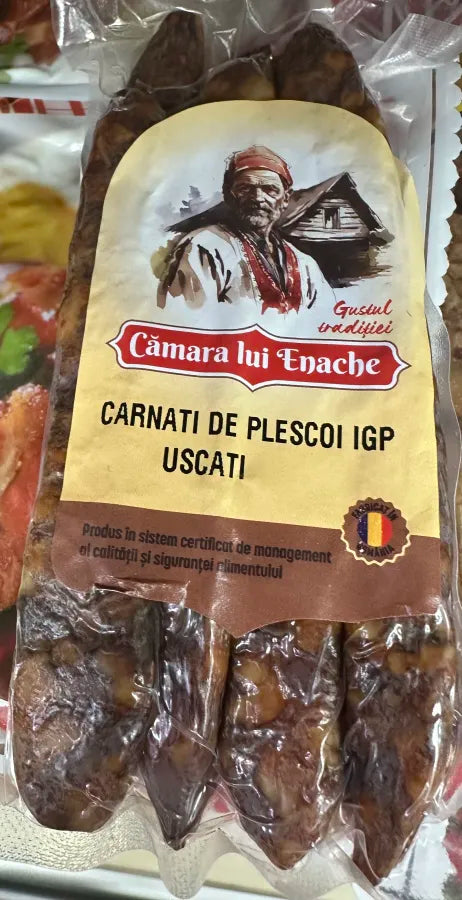 Gustul
tradiției
Cămara lui Enache
CARNATI DE PLESCOI IGP
USCATI
FABRICAT ÎN
ROMÂNIA
Produs în sistem certificat de management
al calității și siguranței alimentului